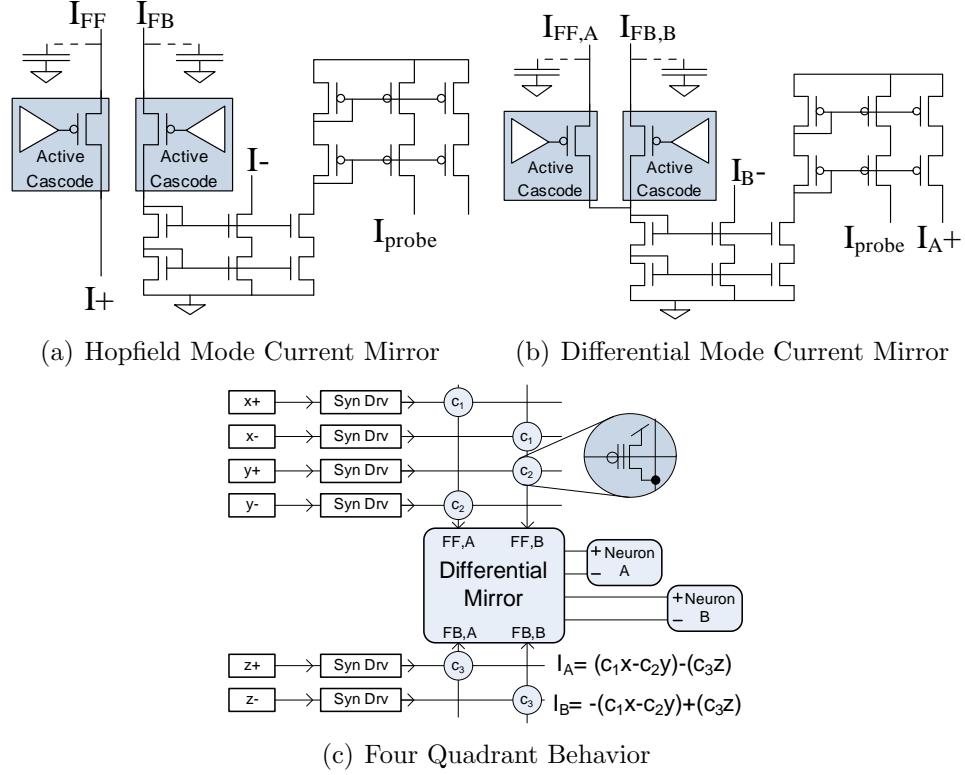 I_FF I_FB
Active Cascode
Active Cascode
I-
I_probe
I+
(a) Hopfield Mode Current Mirror
I_FF,A I_FB,B
Active Cascode
Active Cascode
I_B-
I_probe I_A+
(b) Differential Mode Current Mirror
x+ Syn Drv c₁
x- Syn Drv c₁
y+ Syn Drv c₂
y- Syn Drv c₂
FF,A FF,B
Differential
Mirror
FB,A FB,B
+ Neuron
− A
+ Neuron
− B
z+ Syn Drv c₃ I_A= (c₁x-c₂y)-(c₃z)
z- Syn Drv c₃ I_B= -(c₁x-c₂y)+(c₃z)
(c) Four Quadrant Behavior